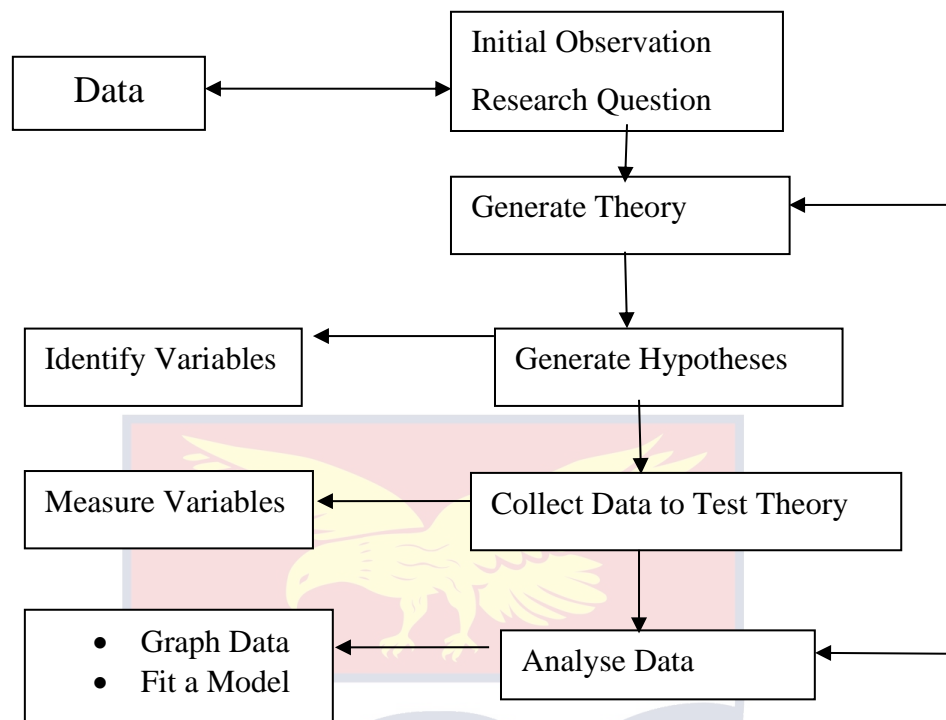 Initial Observation
Data
Research Question
Generate Theory
Identify Variables
Generate Hypotheses
Measure Variables
Collect Data to Test Theory
• Graph Data
• Fit a Model
Analyse Data